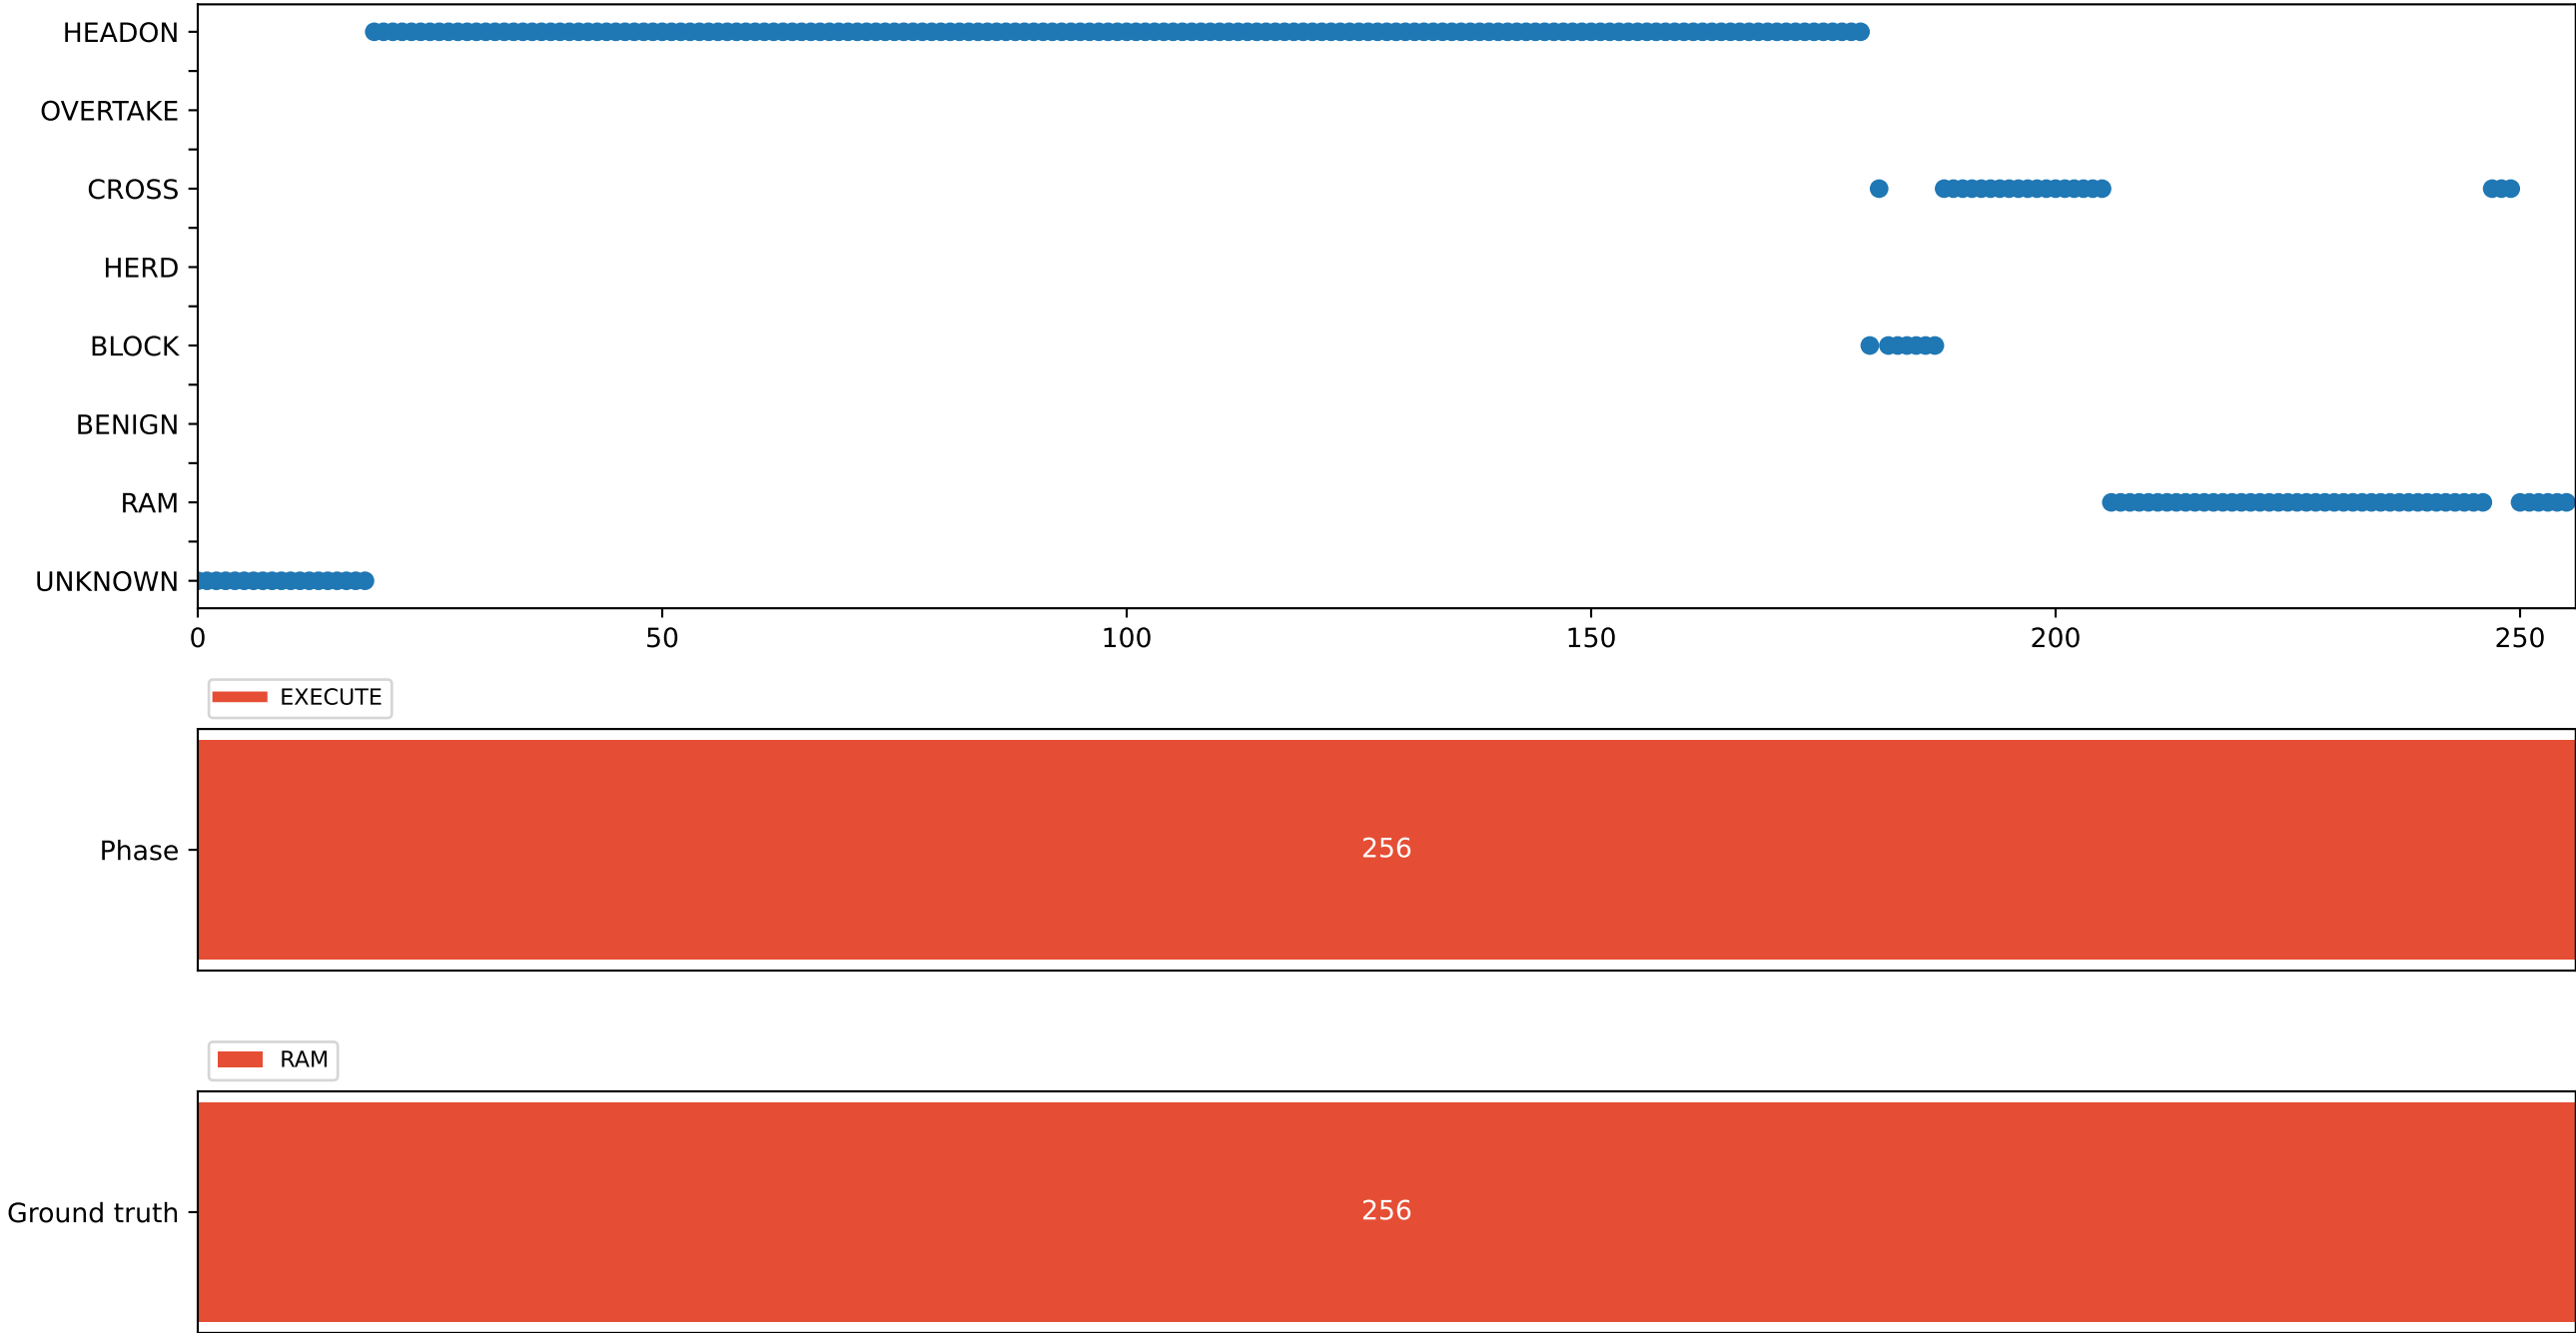 HEADON
OVERTAKE
CROSS
HERD
BLOCK
BENIGN
RAM
UNKNOWN
0 50 100 150 200 250
EXECUTE
Phase
256
RAM
Ground truth
256